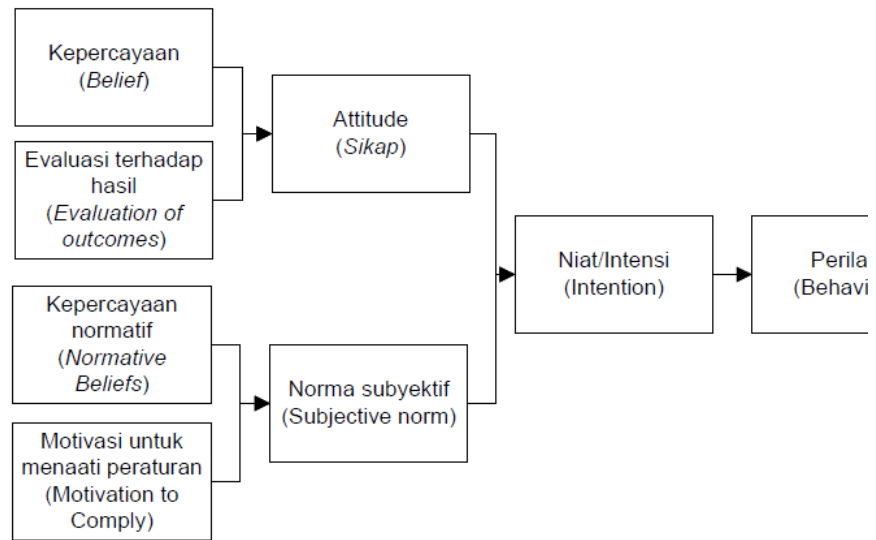 Kepercayaan
(Belief)
Evaluasi terhadap
hasil
(Evaluation of
outcomes)
Kepercayaan
normatif
(Normative
Beliefs)
Motivasi untuk
menaati peraturan
(Motivation to
Comply)
Attitude
(Sikap)
Norma subyektif
(Subjective norm)
Niat/Intensi
(Intention)
Perila
(Behavi